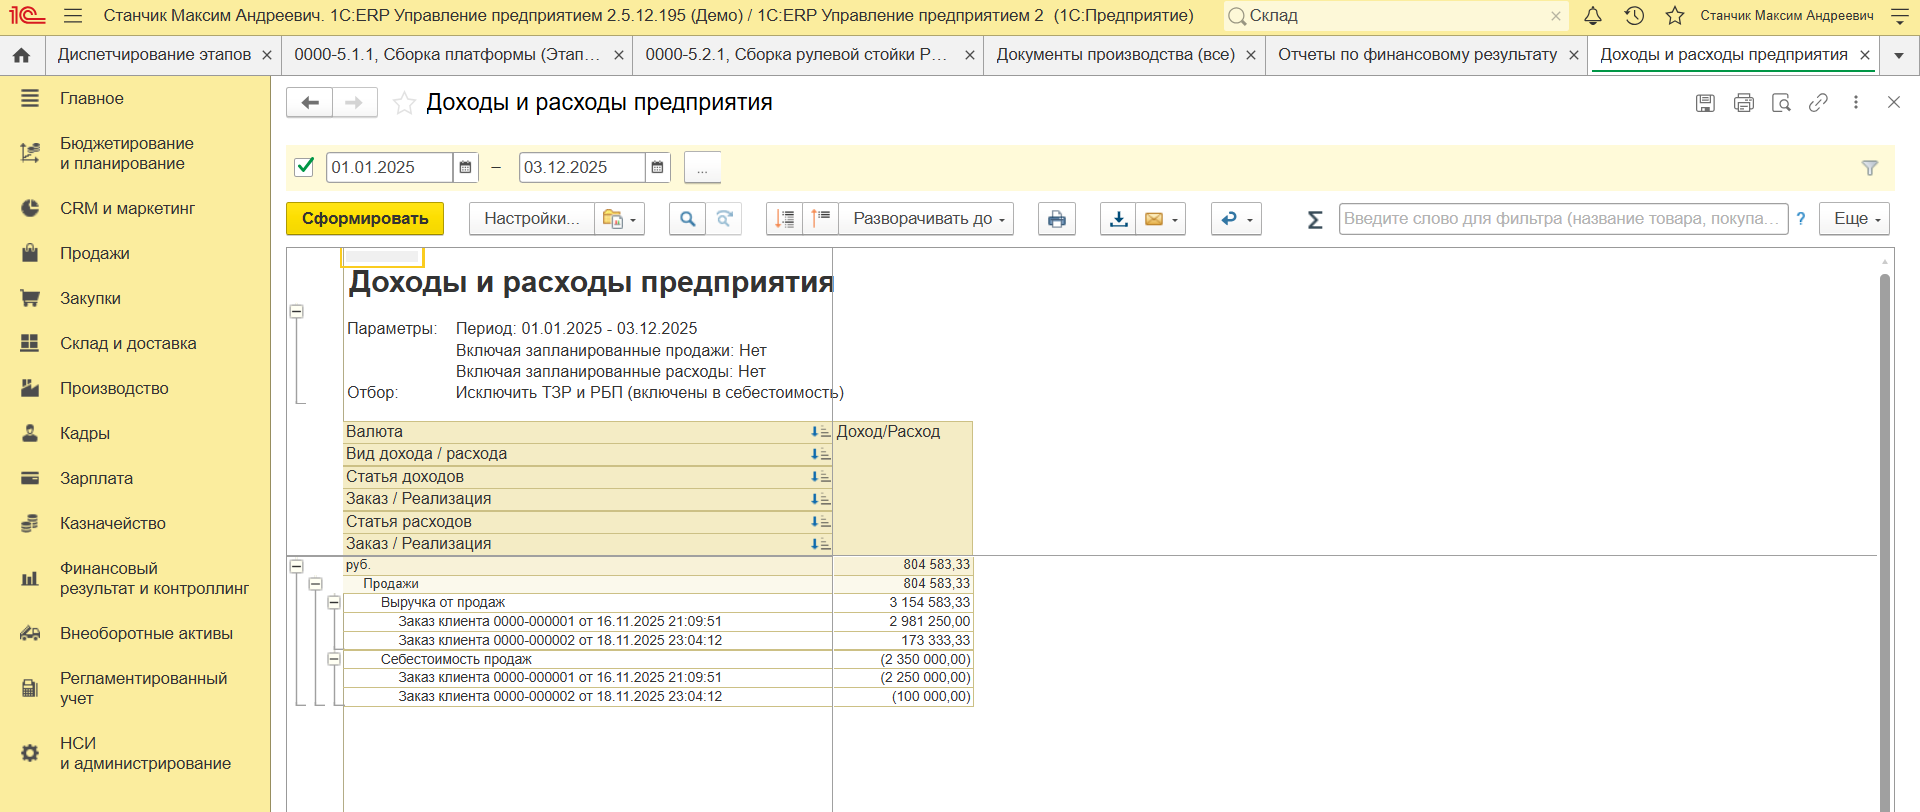 1С Станчик Максим Андреевич. 1С:ERP Управление предприятием 2.5.12.195 (Демо) / 1С:ERP Управление предприятием 2 (1С:Предприятие) Склад Станчик Максим Андреевич
Диспетчирование этапов
0000-5.1.1, Сборка платформы (Этап…
0000-5.2.1, Сборка рулевой стойки Р…
Документы производства (все)
Отчеты по финансовому результату
Доходы и расходы предприятия
Главное
Бюджетирование
и планирование
CRM и маркетинг
Продажи
Закупки
Склад и доставка
Производство
Кадры
Зарплата
Казначейство
Финансовый
результат и контроллинг
Внеоборотные активы
Регламентированный
учет
НСИ
и администрирование
Доходы и расходы предприятия
01.01.2025 – 03.12.2025 ...
Сформировать Настройки... Разворачивать до Σ Введите слово для фильтра (название товара, покупа… ? Еще
Доходы и расходы предприятия
Параметры: Период: 01.01.2025 - 03.12.2025
Включая запланированные продажи: Нет
Включая запланированные расходы: Нет
Отбор: Исключить ТЗР и РБП (включены в себестоимость)
Валюта Доход/Расход
Вид дохода / расхода
Статья доходов
Заказ / Реализация
Статья расходов
Заказ / Реализация
руб. 804 583,33
Продажи 804 583,33
Выручка от продаж 3 154 583,33
Заказ клиента 0000-000001 от 16.11.2025 21:09:51 2 981 250,00
Заказ клиента 0000-000002 от 18.11.2025 23:04:12 173 333,33
Себестоимость продаж (2 350 000,00)
Заказ клиента 0000-000001 от 16.11.2025 21:09:51 (2 250 000,00)
Заказ клиента 0000-000002 от 18.11.2025 23:04:12 (100 000,00)